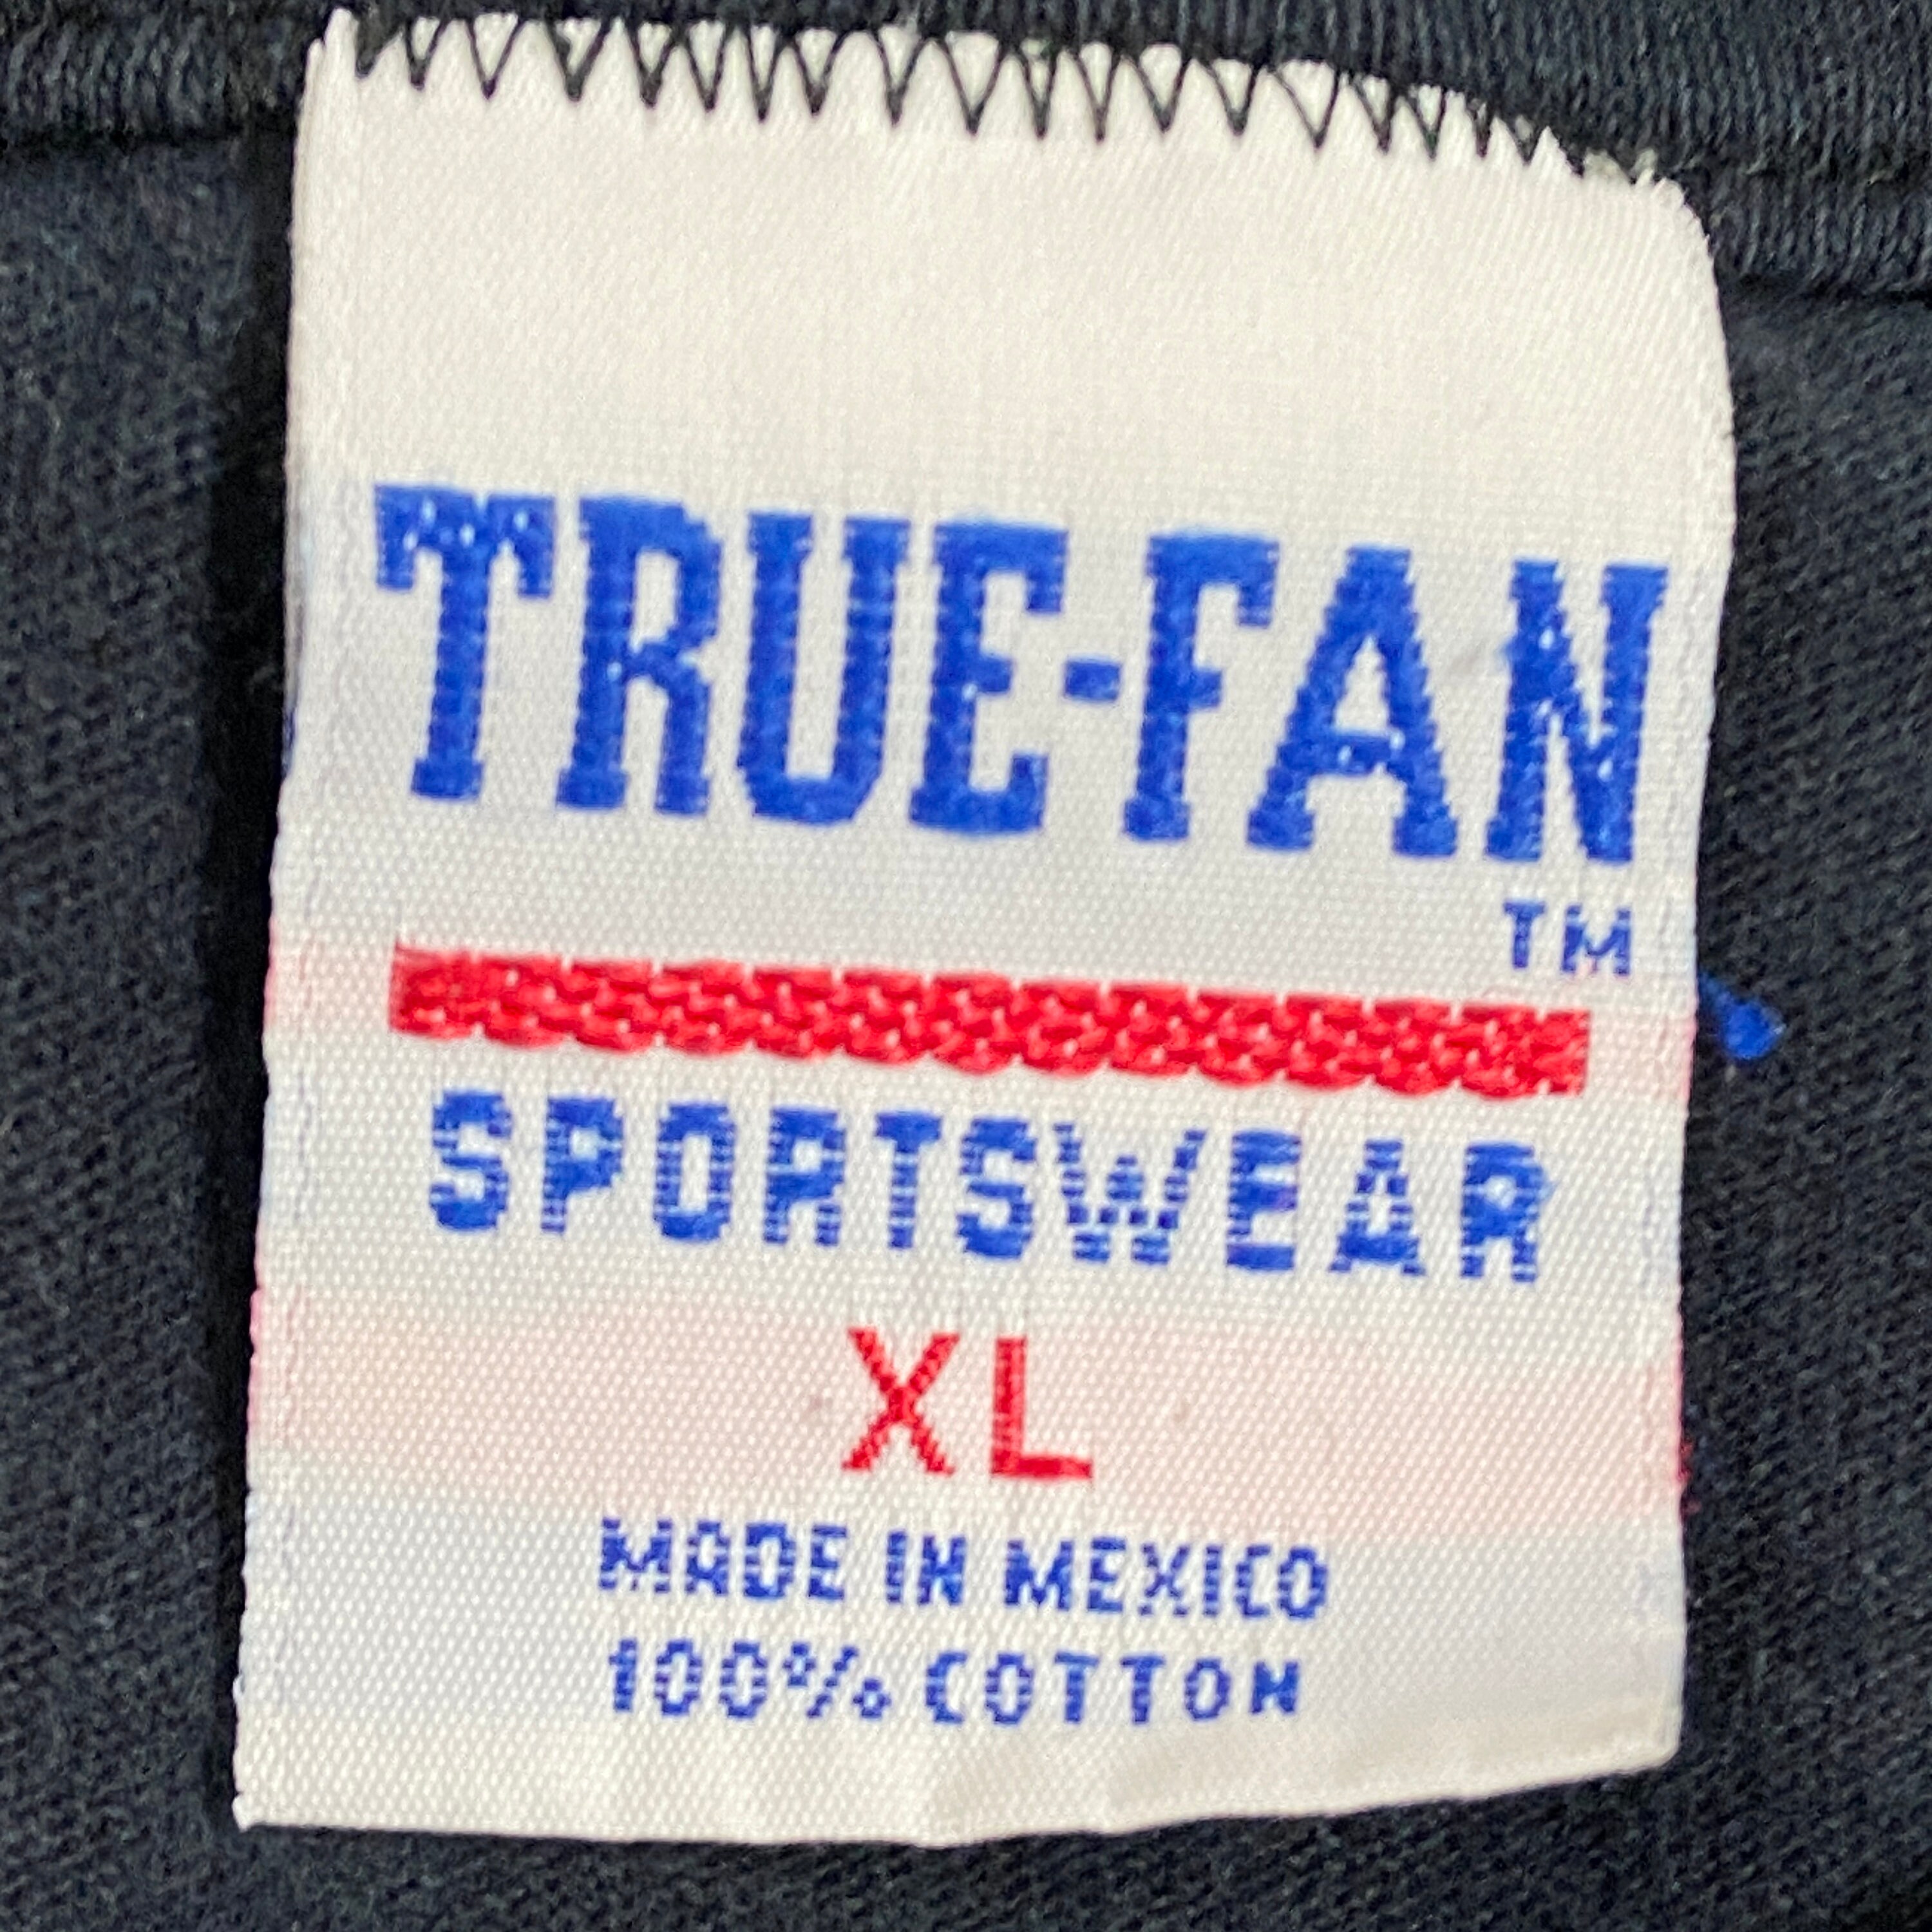 TRUE-FAN
TM
SPORTSWEAR
XL
MADE IN MEXICO
100% COTTON